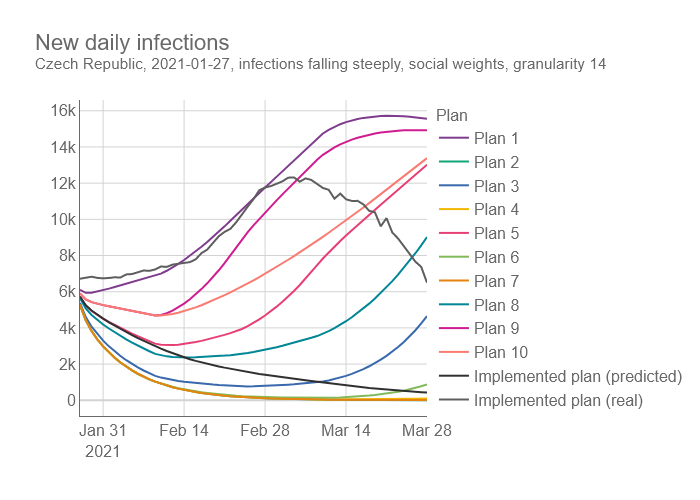 New daily infections
Czech Republic, 2021-01-27, infections falling steeply, social weights, granularity 14
16k
14k
12k
10k
8k
6k
4k
2k
0
Jan 31
2021
Feb 14
Feb 28
Mar 14
Mar 28
Plan
Plan 1
Plan 2
Plan 3
Plan 4
Plan 5
Plan 6
Plan 7
Plan 8
Plan 9
Plan 10
Implemented plan (predicted)
Implemented plan (real)